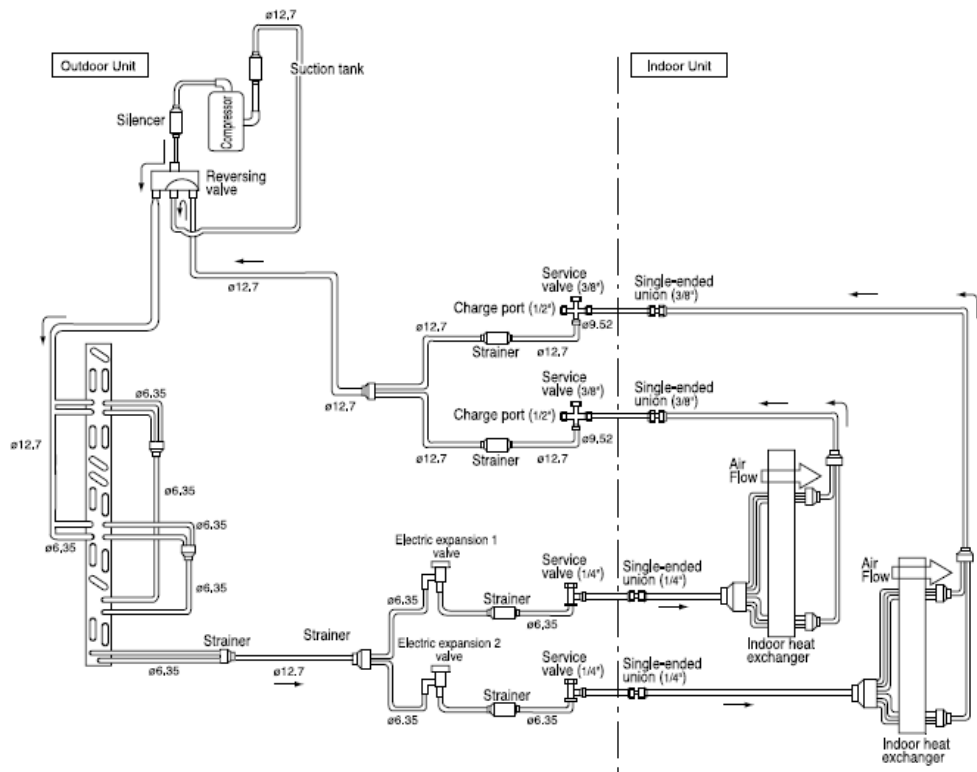 ø12,7
Outdoor Unit
Suction tank
Indoor Unit
Compressor
Silencer
Reversing
valve
ø12,7
Service
valve (3/8")
Single-ended
union (3/8")
Charge port (1/2")
ø9,52
ø12,7
Strainer
ø12,7
ø12,7
Service
valve (3/8")
Single-ended
union (3/8")
Charge port (1/2")
ø9,52
ø12,7
Strainer
ø12,7
ø6,35
ø12,7
ø6,35
ø6,35
ø6,35
ø6,35
Air
Flow
Electric expansion 1
valve
Service
valve (1/4")
Single-ended
union (1/4")
ø6,35
Strainer
ø6,35
Air
Flow
Strainer
Strainer
Electric expansion 2
valve
ø6,35
ø12,7
Service
valve (1/4")
Single-ended
union (1/4")
Indoor heat
exchanger
ø6.35
Strainer
ø6,35
Indoor heat
exchanger